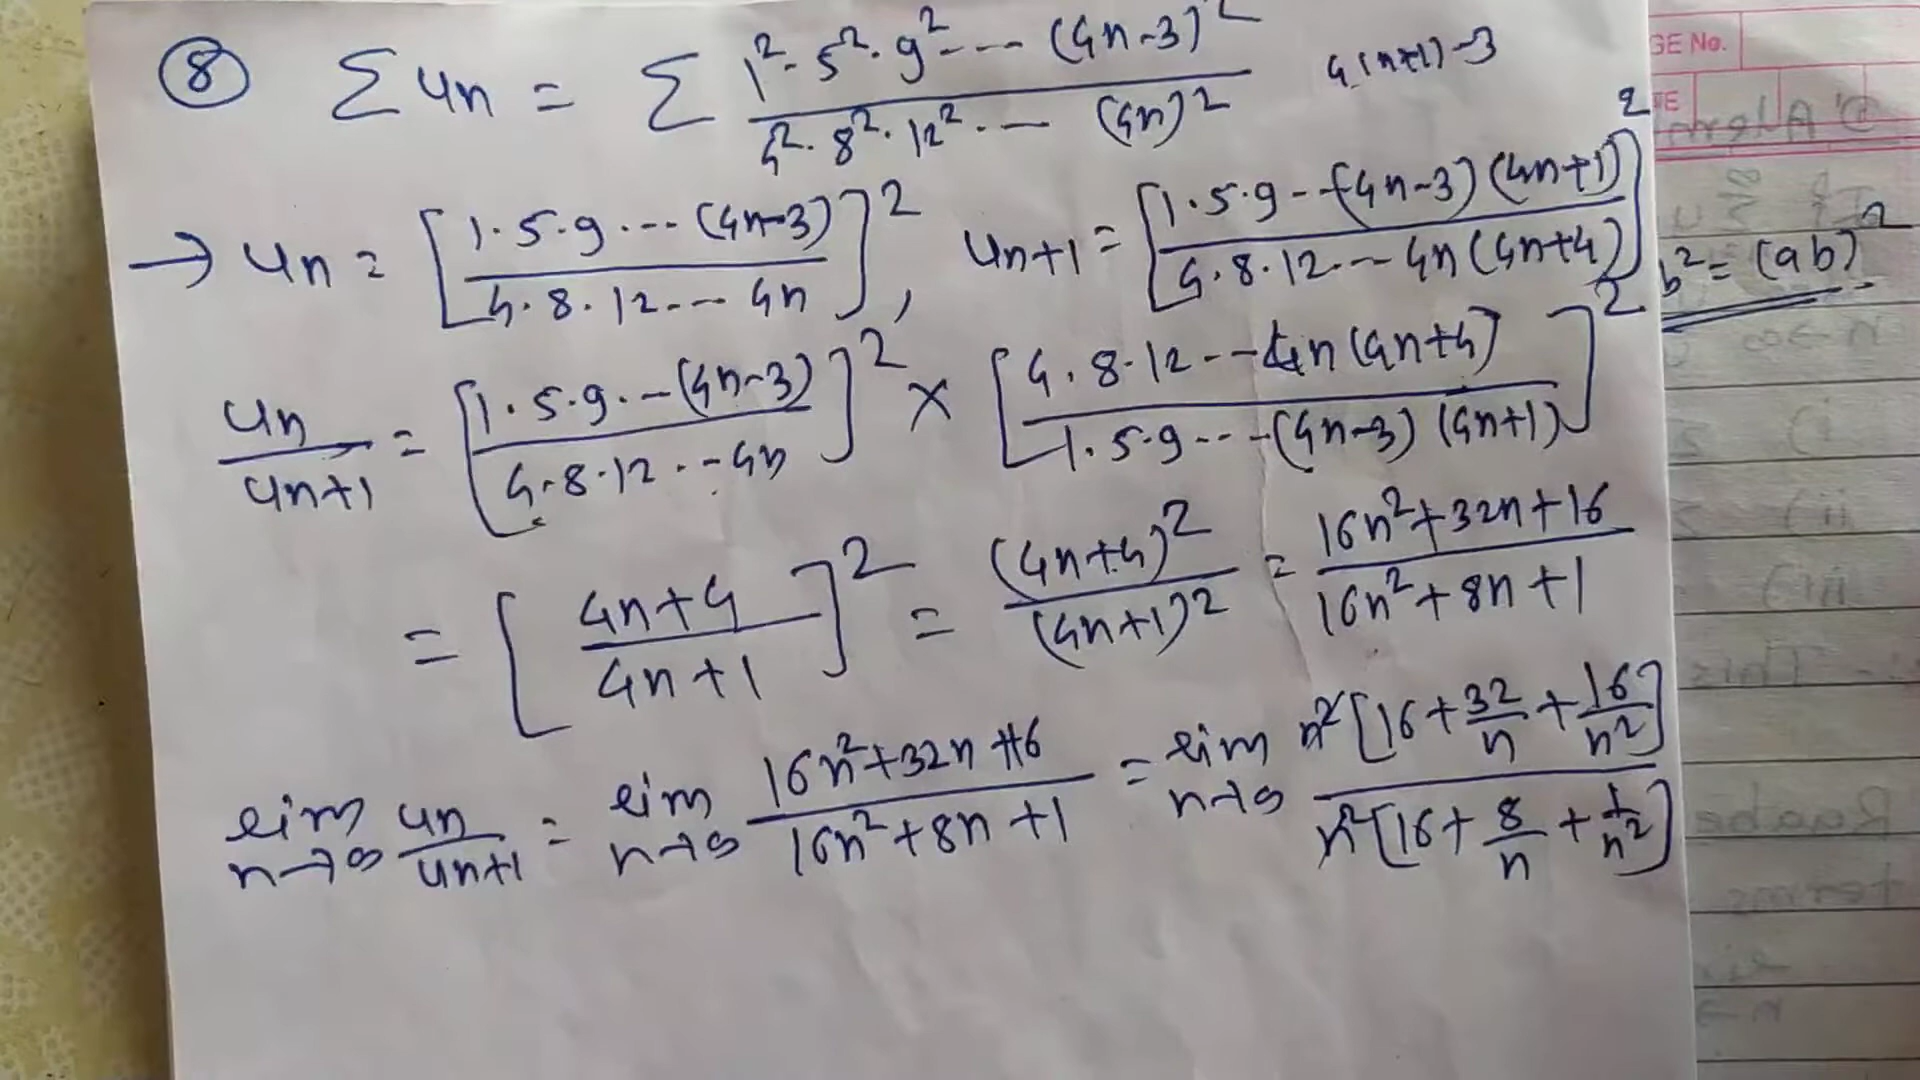 ⑧ Σ un = Σ 1²·5²·9²--- (4n-3)² / 4²·8²·12²·-- (4n)²
4(n+1)-3
→ un = [1·5·9·--- (4n-3) / 4·8·12--- 4n]², un+1 = [1·5·9--(4n-3)(4n+1) / 4·8·12·-- 4n(4n+4)]²
b² = (ab)²
un / un+1 = [1·5·9·--(4n-3) / 4·8·12·--4n]² × [4·8·12---4n(4n+4) / 1·5·9----(4n-3)(4n+1)]²
= [4n+4 / 4n+1]² = (4n+4)² / (4n+1)² = 16n²+32n+16 / 16n²+8n+1
lim n→∞ un / un+1 = lim n→∞ 16n²+32n+16 / 16n²+8n+1 = lim n→∞ n²[16+32/n+16/n²] / n²[16+8/n+1/n²]
GE No.